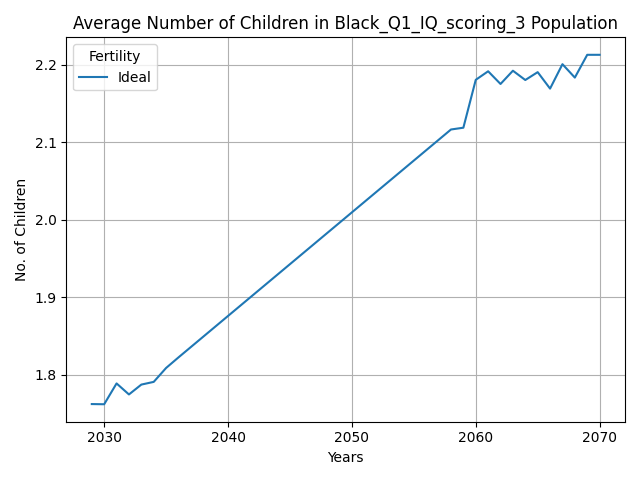 Average Number of Children in Black_Q1_IQ_scoring_3 Population
Fertility
Ideal
2.2
2.1
2.0
1.9
1.8
No. of Children
2030
2040
2050
2060
2070
Years